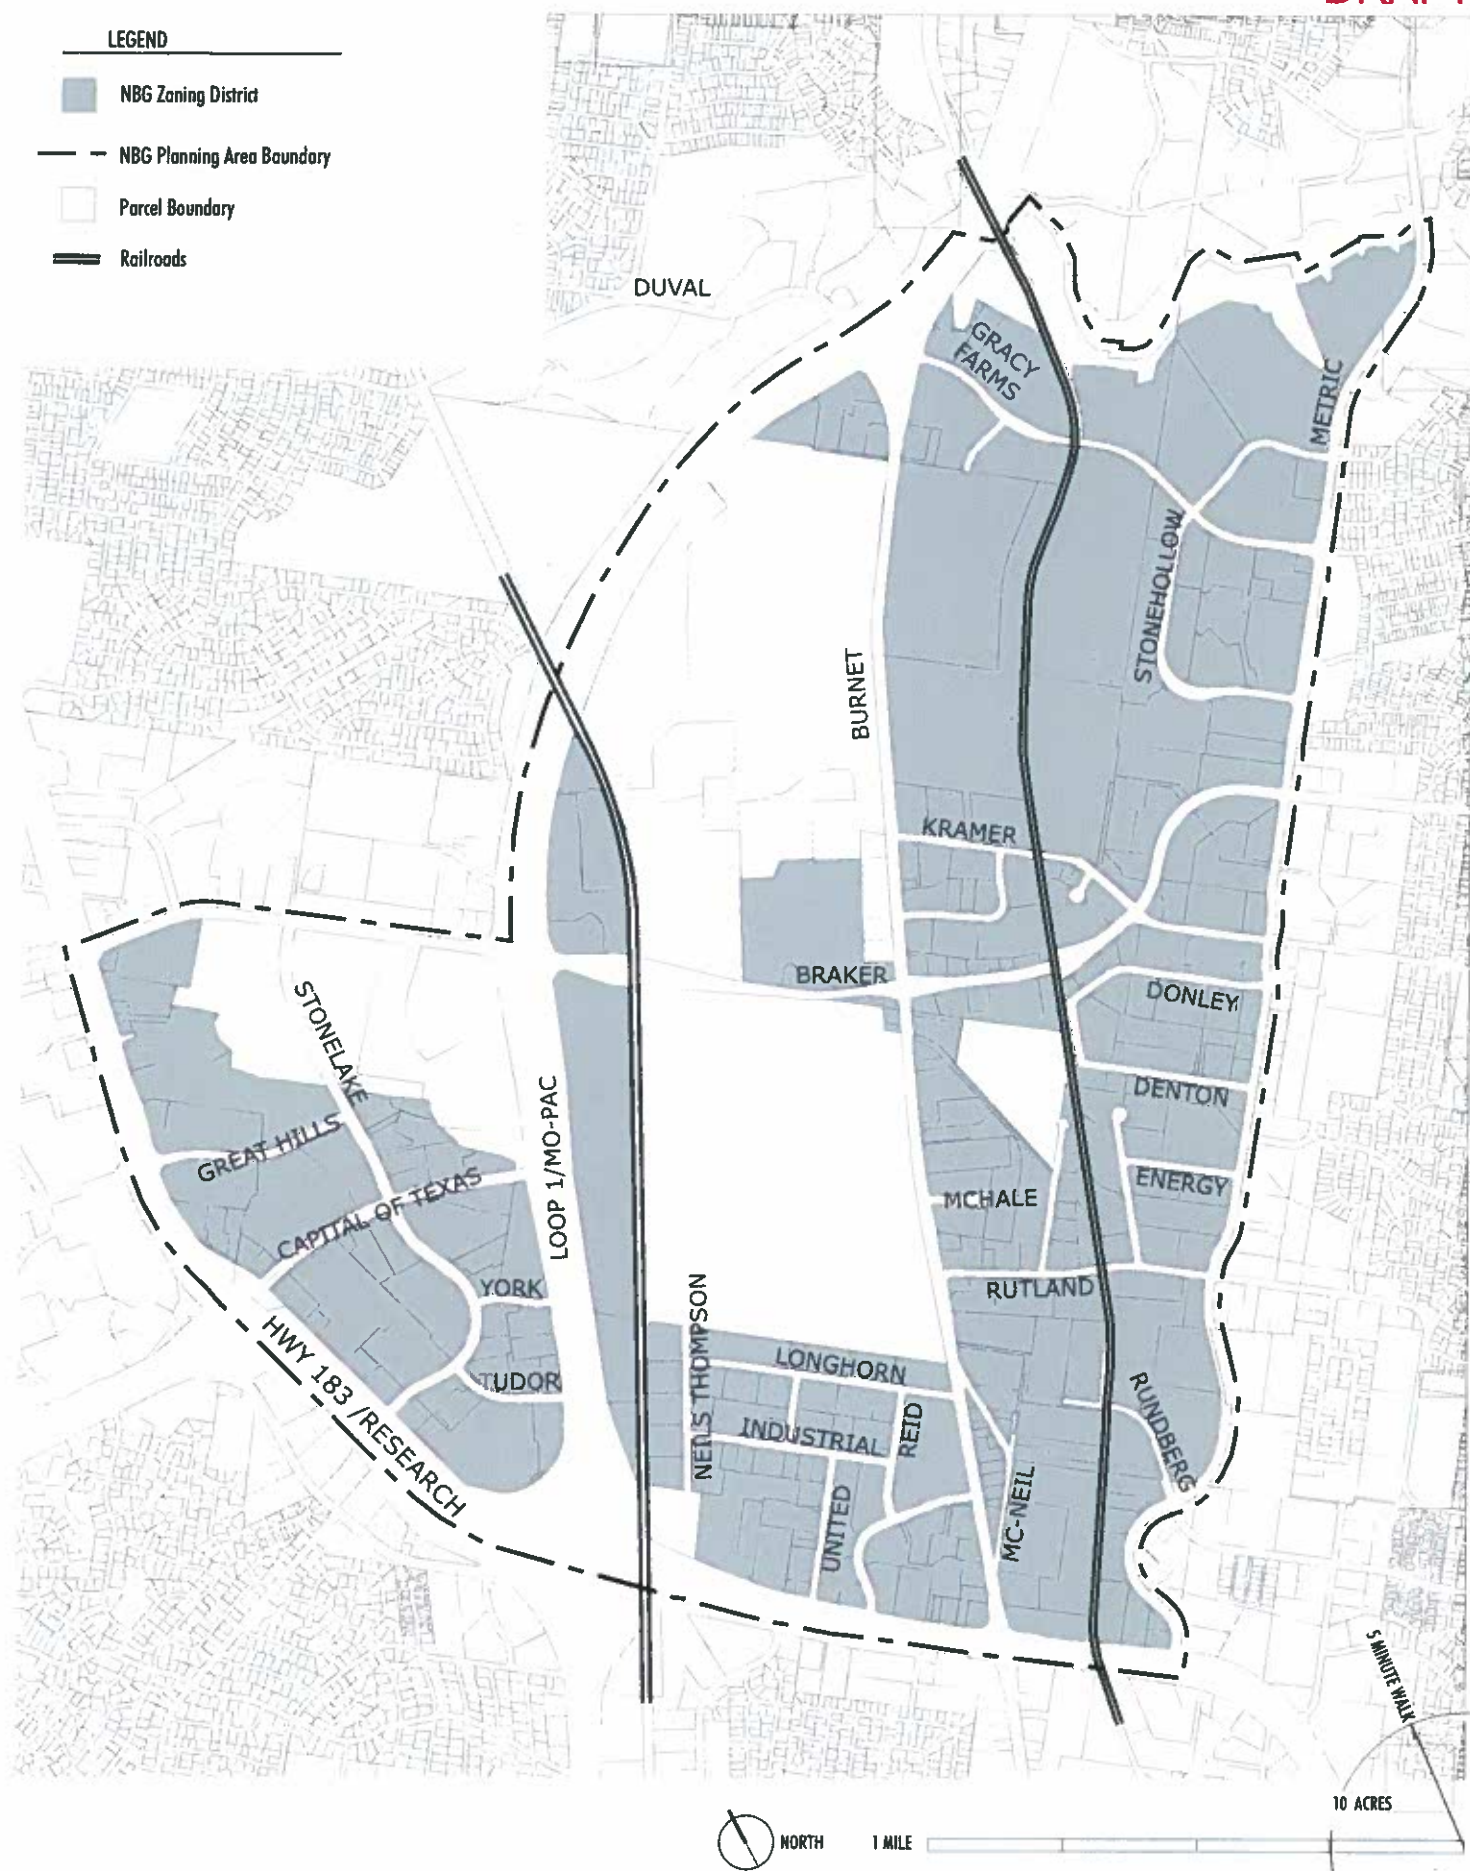 LEGEND
NBG Zoning District
NBG Planning Area Boundary
Parcel Boundary
Railroads
DUVAL
GRACY
FARMS
METRIC
STONEHOLLOW
BURNET
KRAMER
BRAKER
DONLEY
STONELAKE
DENTON
GREAT HILLS
LOOP 1/MO-PAC
CAPITAL OF TEXAS
ENERGY
MCHALE
YORK
RUTLAND
NEILS THOMPSON
HWY 183 /RESEARCH
LONGHORN
TUDOR
RUNDBERG
INDUSTRIAL
REID
UNITED
MC-NEIL
5 MINUTE WALK
10 ACRES
NORTH
1 MILE